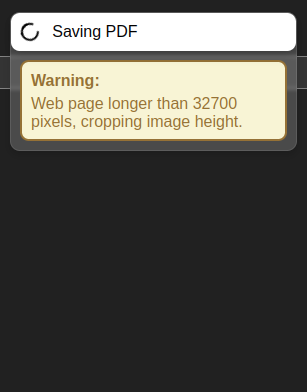 Saving PDF
Warning:
Web page longer than 32700
pixels, cropping image height.